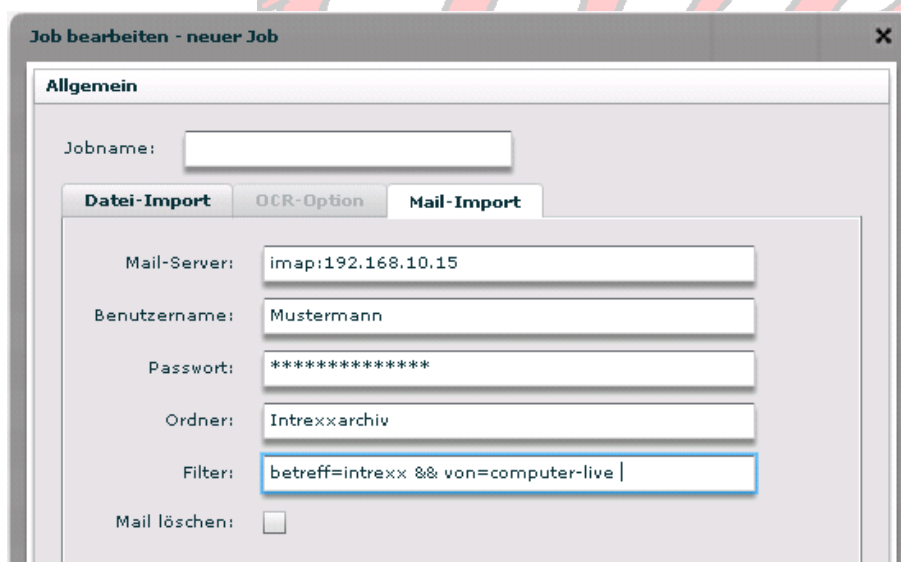 Job bearbeiten - neuer Job
Allgemein
Jobname:
Datei-Import OCR-Option Mail-Import
Mail-Server: imap:192.168.10.15
Benutzername: Mustermann
Passwort: **************
Ordner: Intrexxarchiv
Filter: betreff=intrexx && von=computer-live
Mail löschen: